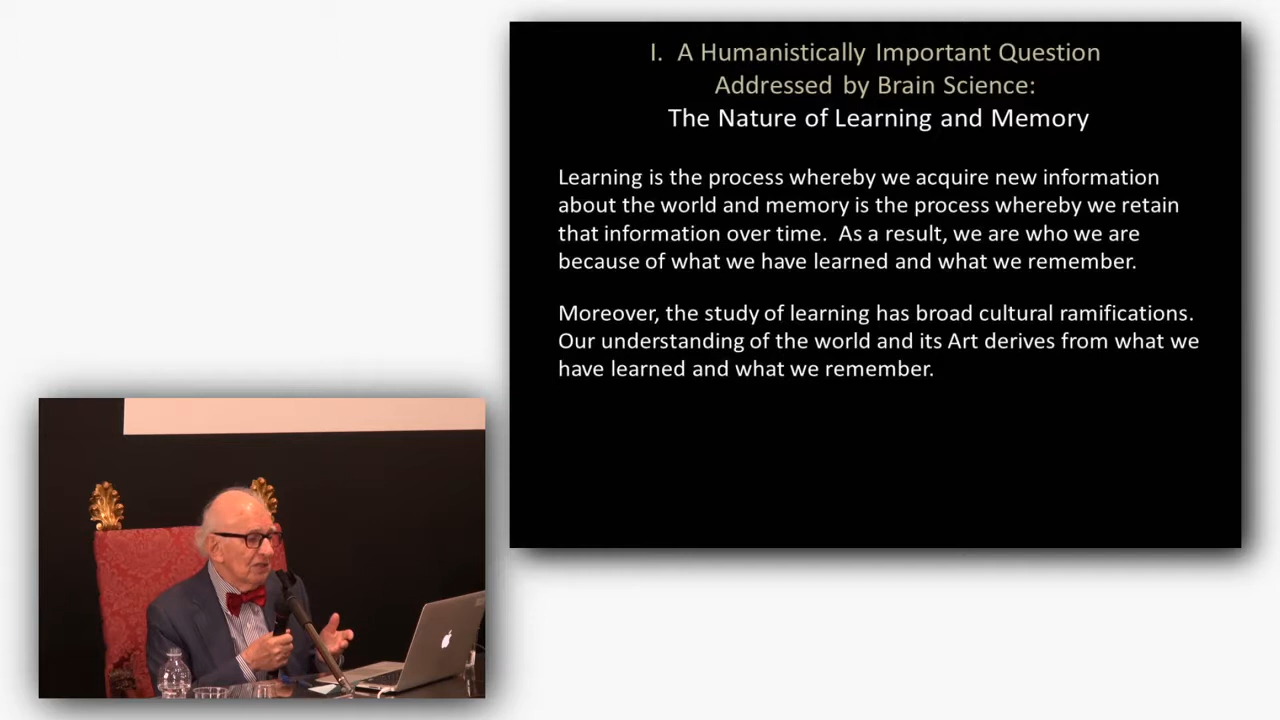 I. A Humanistically Important Question
Addressed by Brain Science:
The Nature of Learning and Memory
Learning is the process whereby we acquire new information
about the world and memory is the process whereby we retain
that information over time. As a result, we are who we are
because of what we have learned and what we remember.
Moreover, the study of learning has broad cultural ramifications.
Our understanding of the world and its Art derives from what we
have learned and what we remember.